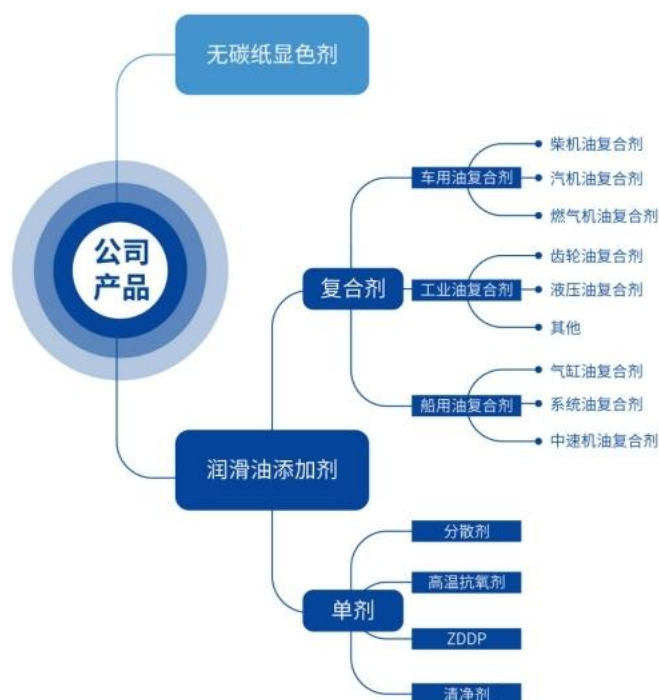 无碳纸显色剂
公司
产品
润滑油添加剂
复合剂
车用油复合剂
柴机油复合剂
汽机油复合剂
燃气机油复合剂
工业油复合剂
齿轮油复合剂
液压油复合剂
其他
船用油复合剂
气缸油复合剂
系统油复合剂
中速机油复合剂
单剂
分散剂
高温抗氧剂
ZDDP
清净剂